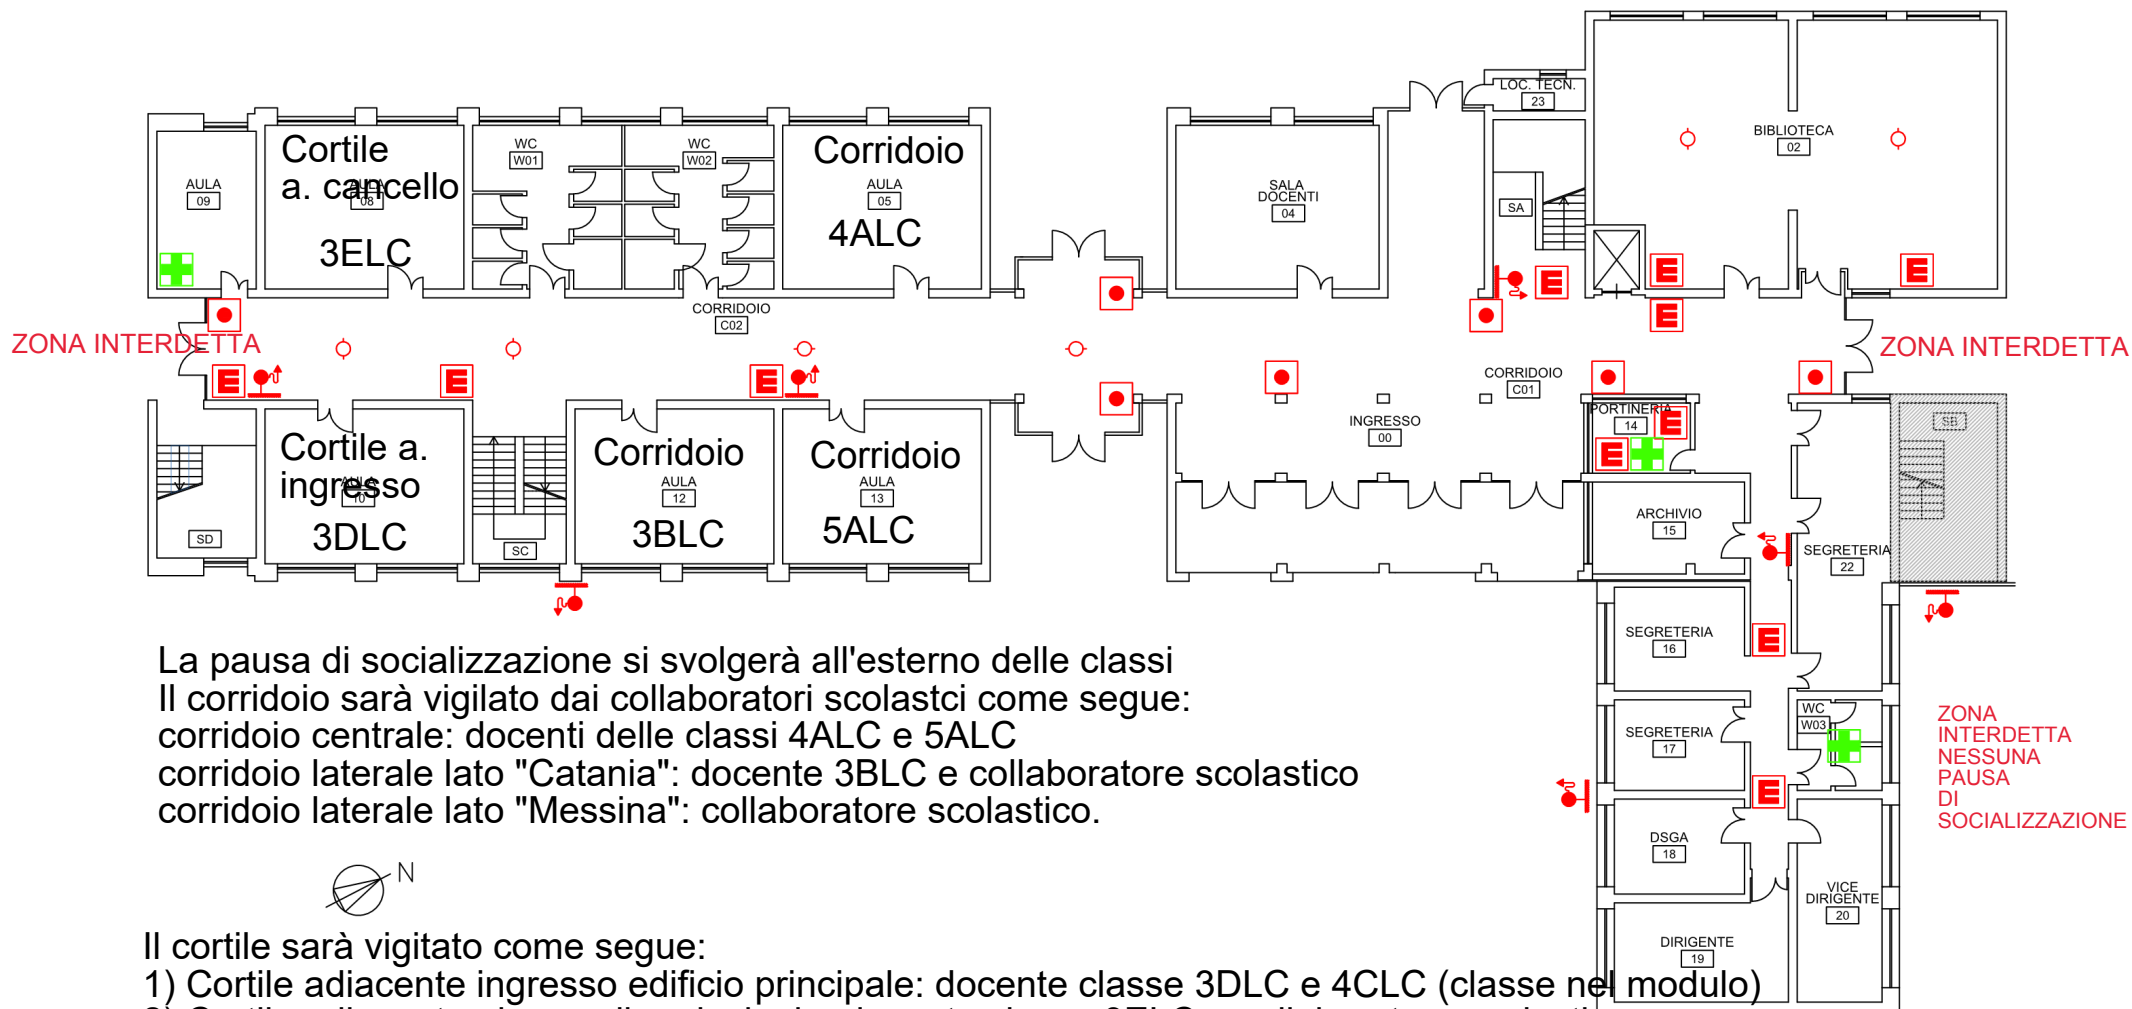 LOC. TECN.
23
BIBLIOTECA
02
Cortile
a. cancello
AULA
08
3ELC
AULA
09
WC
W01
WC
W02
Corridoio
AULA
05
4ALC
SALA
DOCENTI
04
SA
CORRIDOIO
C02
ZONA INTERDETTA
ZONA INTERDETTA
CORRIDOIO
C01
INGRESSO
00
PORTINERIA
14
SB
Cortile a.
ingresso
AULA
10
3DLC
SD
SC
Corridoio
AULA
12
3BLC
Corridoio
AULA
13
5ALC
ARCHIVIO
15
SEGRETERIA
22
SEGRETERIA
16
SEGRETERIA
17
WC
W03
DSGA
18
VICE
DIRIGENTE
20
DIRIGENTE
19
ZONA
INTERDETTA
NESSUNA
PAUSA
DI
SOCIALIZZAZIONE
La pausa di socializzazione si svolgerà all'esterno delle classi
Il corridoio sarà vigilato dai collaboratori scolastci come segue:
corridoio centrale: docenti delle classi 4ALC e 5ALC
corridoio laterale lato "Catania": docente 3BLC e collaboratore scolastico
corridoio laterale lato "Messina": collaboratore scolastico.
N
Il cortile sarà vigitato come segue:
1) Cortile adiacente ingresso edificio principale: docente classe 3DLC e 4CLC (classe nel modulo)